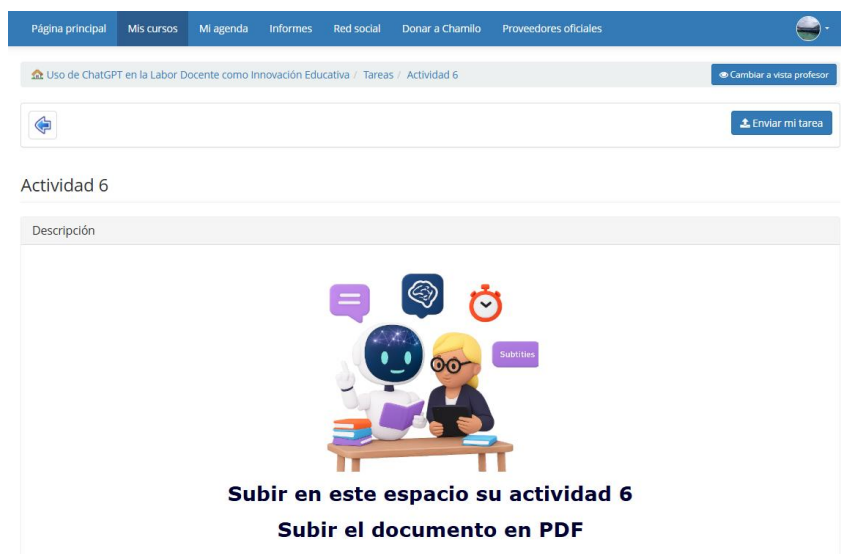 Página principal Mis cursos Mi agenda Informes Red social Donar a Chamilo Proveedores oficiales
Uso de ChatGPT en la Labor Docente como Innovación Educativa / Tareas / Actividad 6
Cambiar a vista profesor
Enviar mi tarea
Actividad 6
Descripción
Subtities
Subir en este espacio su actividad 6
Subir el documento en PDF